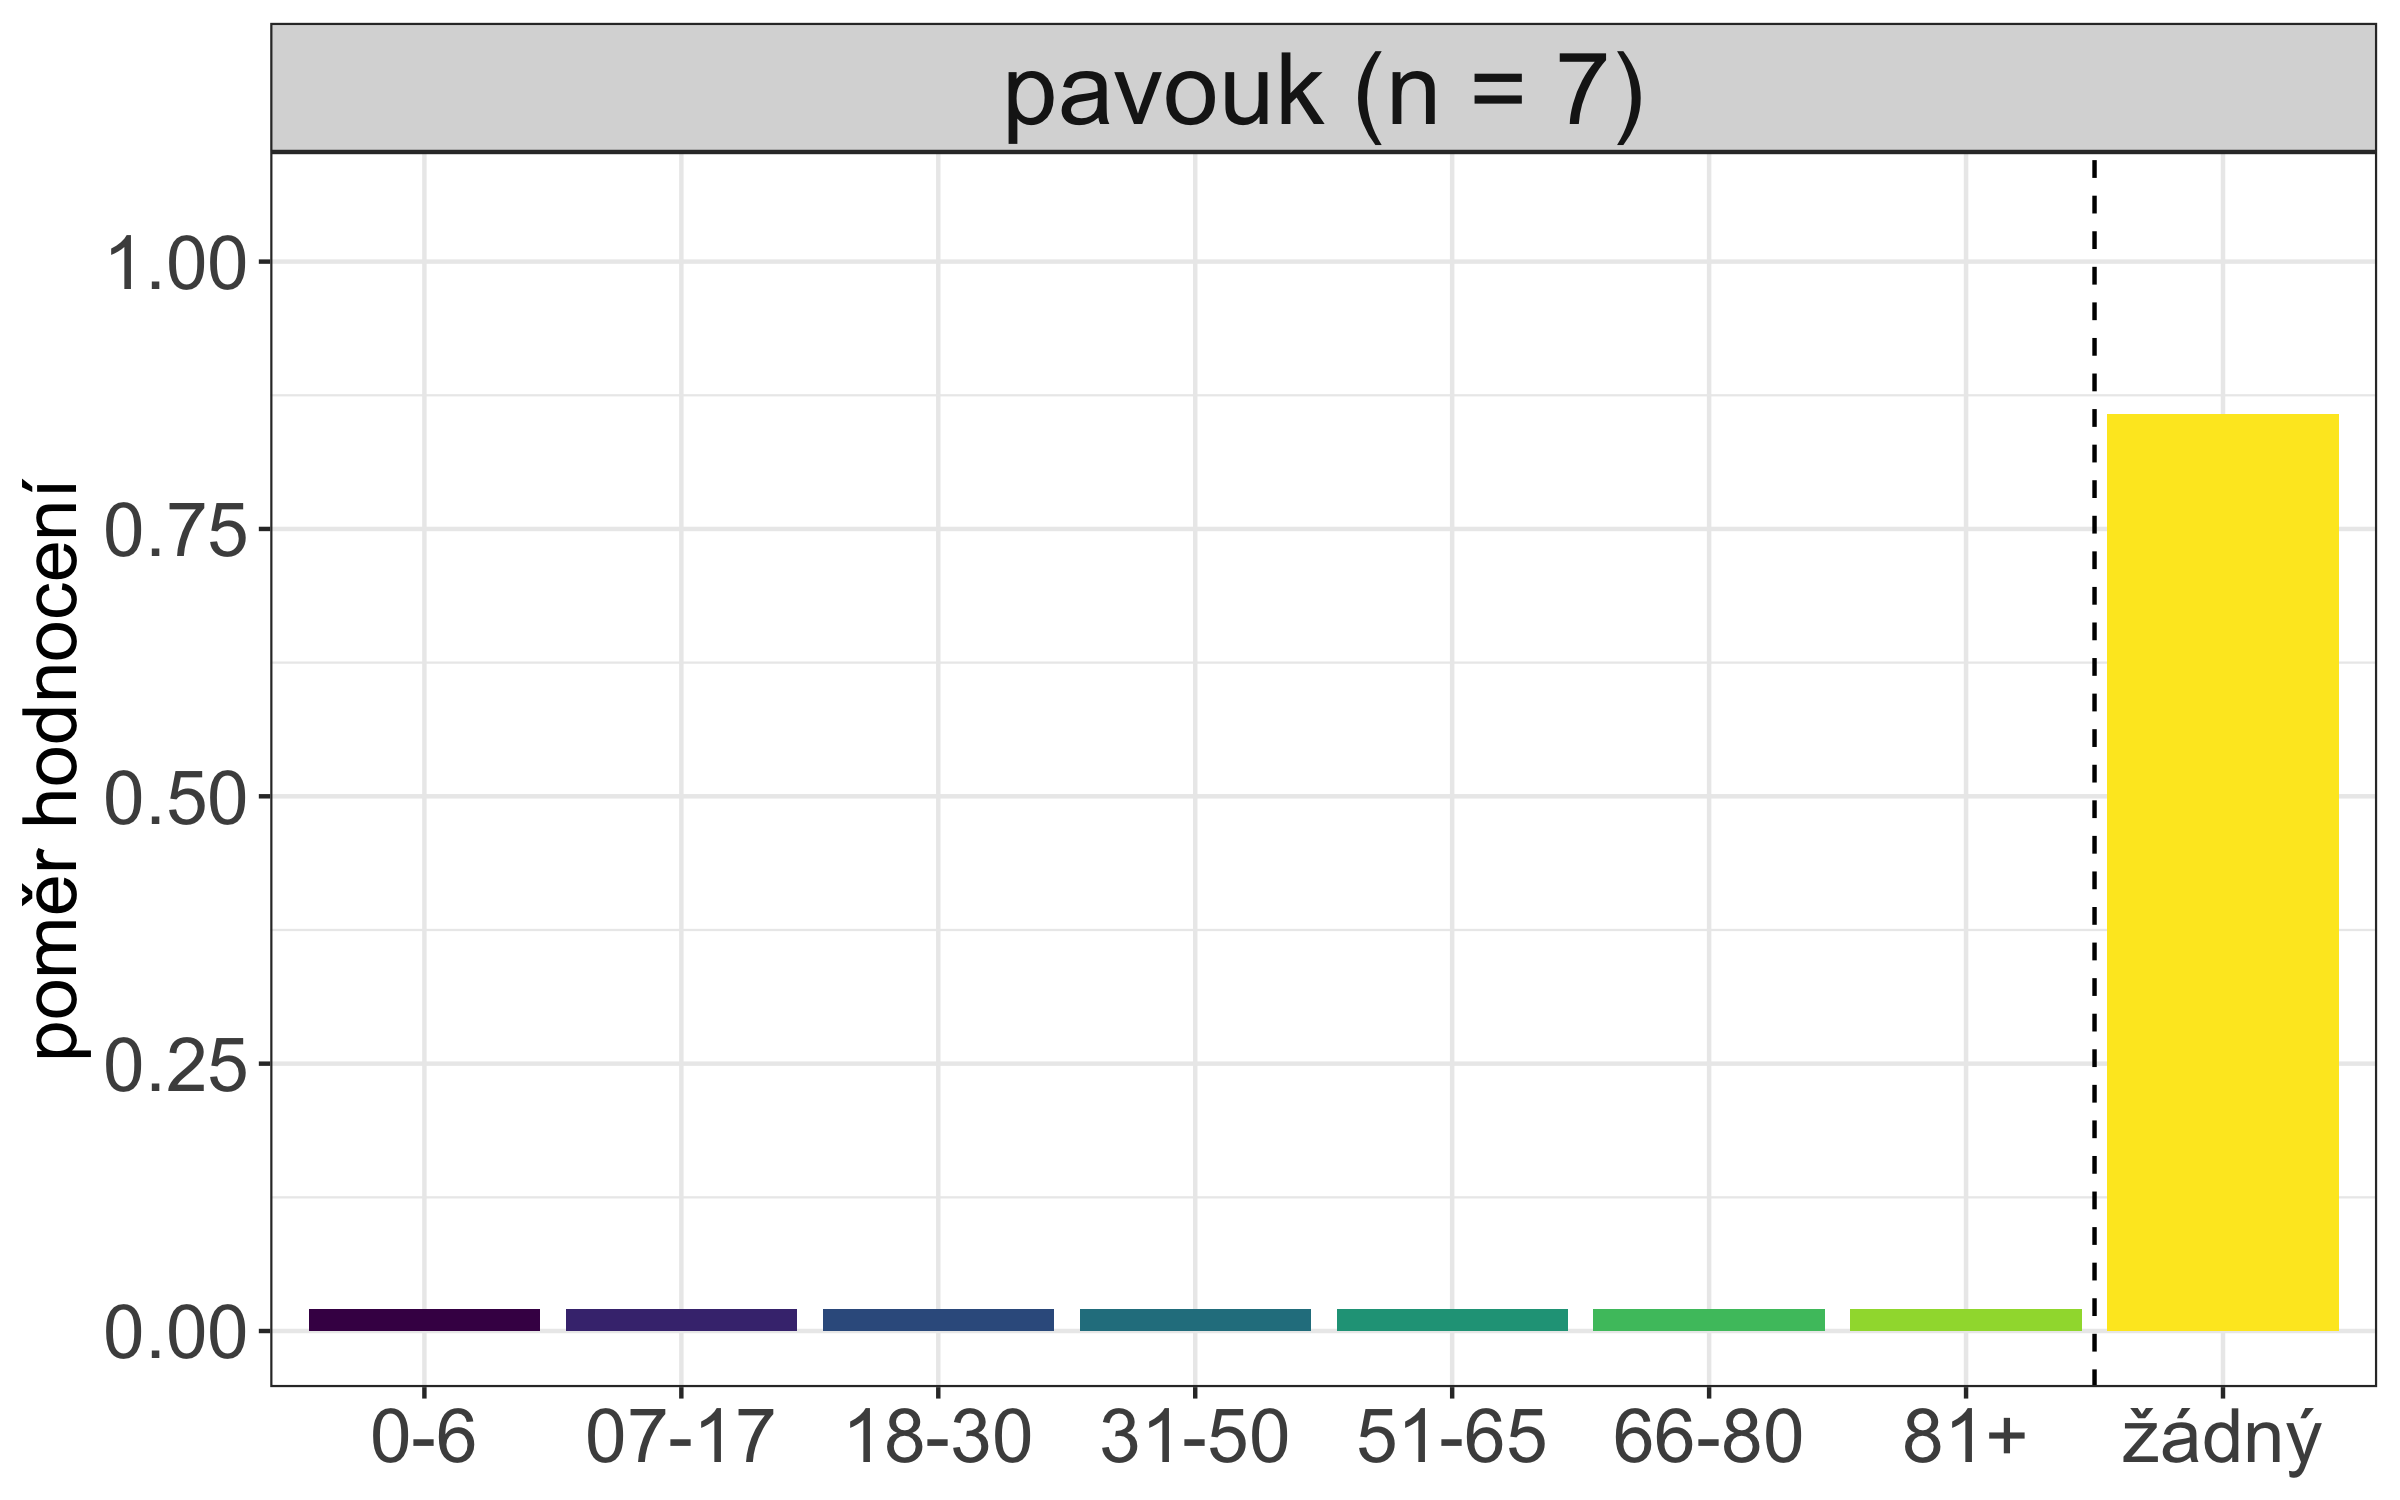 pavouk (n = 7)
poměr hodnocení
1.00
0.75
0.50
0.25
0.00
0-6 07-17 18-30 31-50 51-65 66-80 81+ žádný